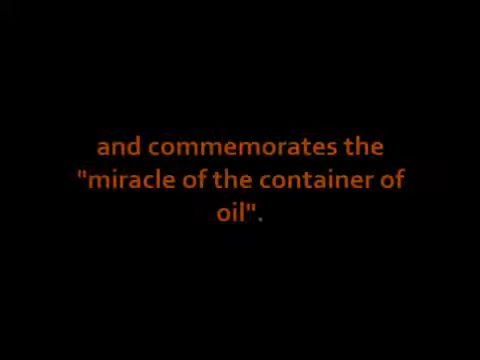 and commemorates the
"miracle of the container of
oil".